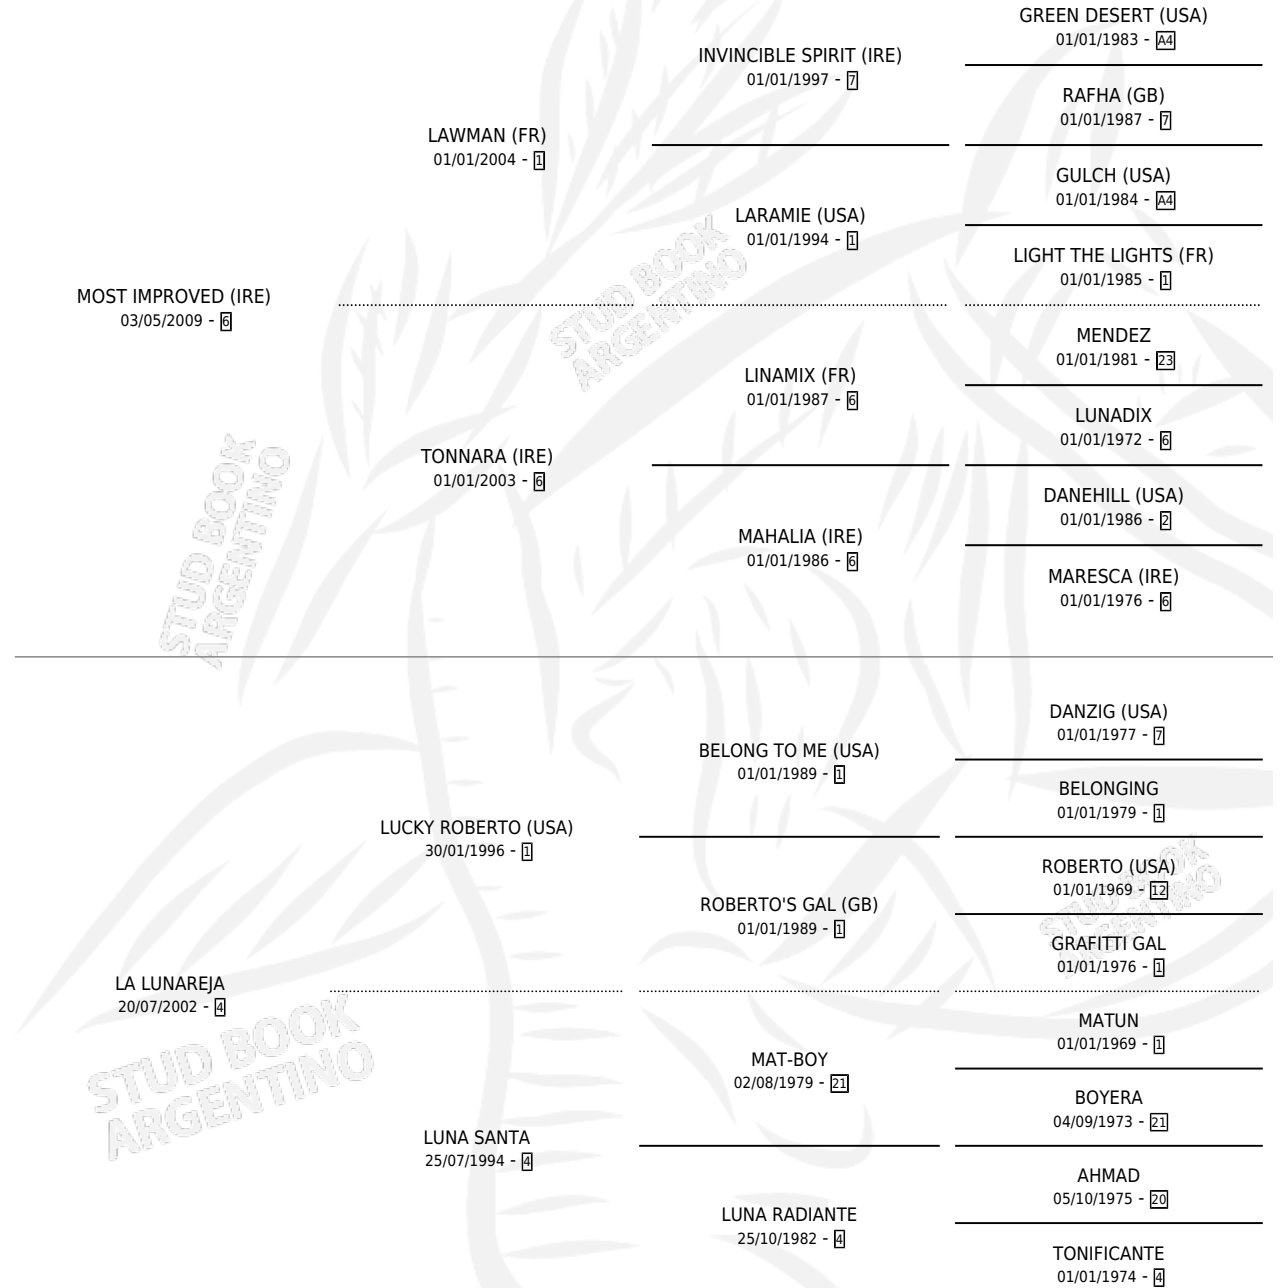 GREEN DESERT (USA)
01/01/1983 - A4
INVINCIBLE SPIRIT (IRE)
01/01/1997 - 7
RAFHA (GB)
01/01/1987 - 7
LAWMAN (FR)
01/01/2004 - 1
GULCH (USA)
01/01/1984 - A4
LARAMIE (USA)
01/01/1994 - 1
LIGHT THE LIGHTS (FR)
01/01/1985 - 1
MOST IMPROVED (IRE)
03/05/2009 - 6
MENDEZ
01/01/1981 - 23
LINAMIX (FR)
01/01/1987 - 6
LUNADIX
01/01/1972 - 6
TONNARA (IRE)
01/01/2003 - 6
DANEHILL (USA)
01/01/1986 - 2
MAHALIA (IRE)
01/01/1986 - 6
MARESCA (IRE)
01/01/1976 - 6
DANZIG (USA)
01/01/1977 - 7
BELONG TO ME (USA)
01/01/1989 - 1
BELONGING
01/01/1979 - 1
LUCKY ROBERTO (USA)
30/01/1996 - 1
ROBERTO (USA)
01/01/1969 - 12
ROBERTO'S GAL (GB)
01/01/1989 - 1
GRAFITTI GAL
01/01/1976 - 1
LA LUNAREJA
20/07/2002 - 4
MATUN
01/01/1969 - 1
MAT-BOY
02/08/1979 - 21
BOYERA
04/09/1973 - 21
LUNA SANTA
25/07/1994 - 4
AHMAD
05/10/1975 - 20
LUNA RADIANTE
25/10/1982 - 4
TONIFICANTE
01/01/1974 - 4
STUD BOOK
ARGENTINO
STUD BOOK
ARGENTINO
STUD BOOK
ARGENTINO
STUD BOOK
ARGENTINO